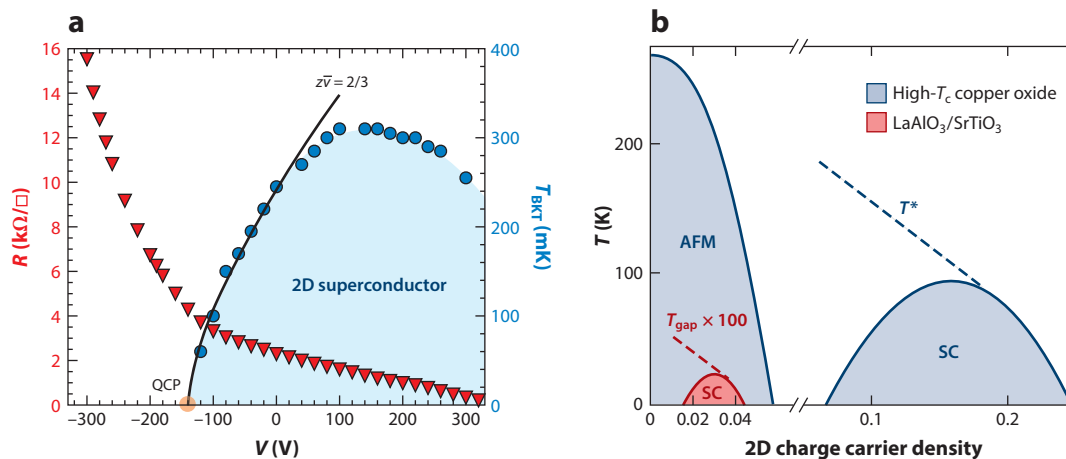 a
16
14
12
10
8
6
4
2
0
R (kΩ/□)
400
300
200
100
0
T_BKT (mK)
zν̅ = 2/3
2D superconductor
QCP
−300 −200 −100 0 100 200 300
V (V)
b
200
100
0
T (K)
High-T_c copper oxide
LaAlO₃/SrTiO₃
AFM
T*
T_gap × 100
SC
SC
0 0.02 0.04 0.1 0.2
2D charge carrier density